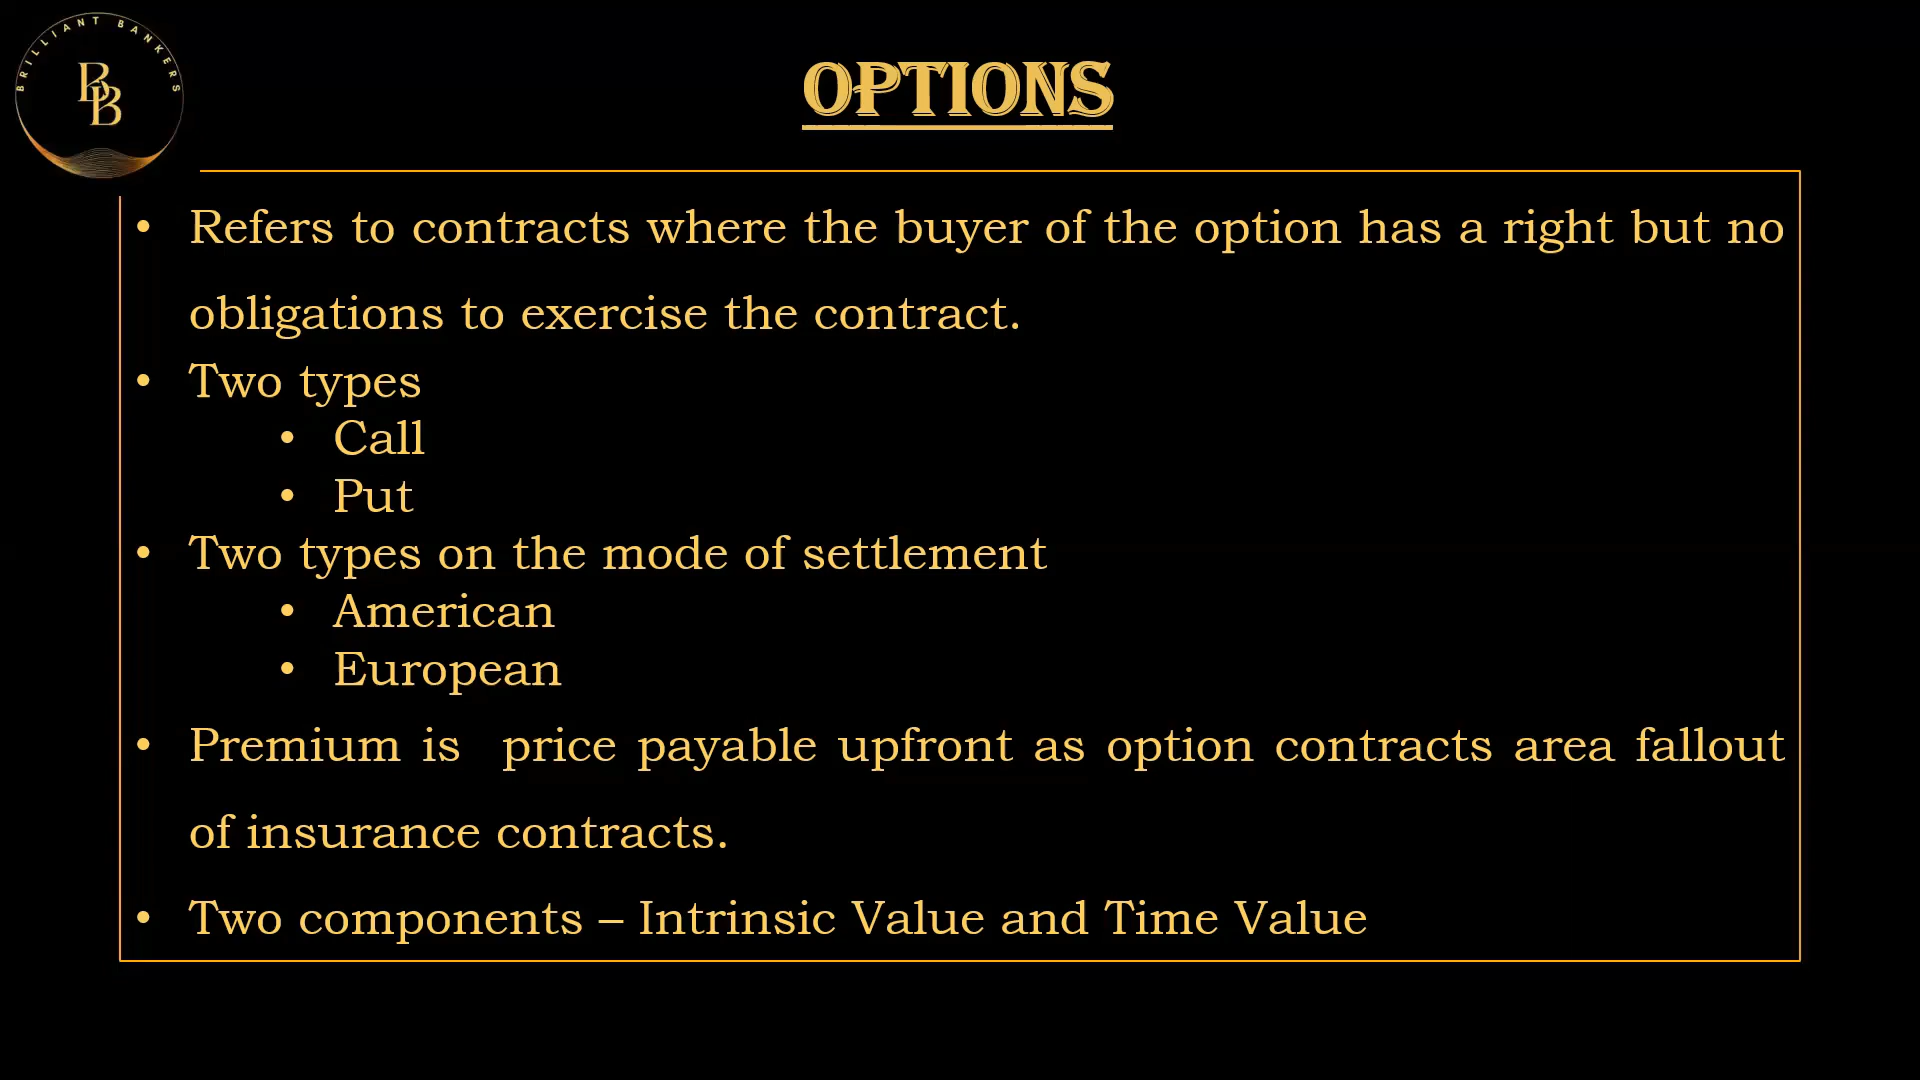 BRILLIANT BANKERS
BB
OPTIONS
• Refers to contracts where the buyer of the option has a right but no
obligations to exercise the contract.
• Two types
• Call
• Put
• Two types on the mode of settlement
• American
• European
• Premium is  price payable upfront as option contracts area fallout
of insurance contracts.
• Two components – Intrinsic Value and Time Value